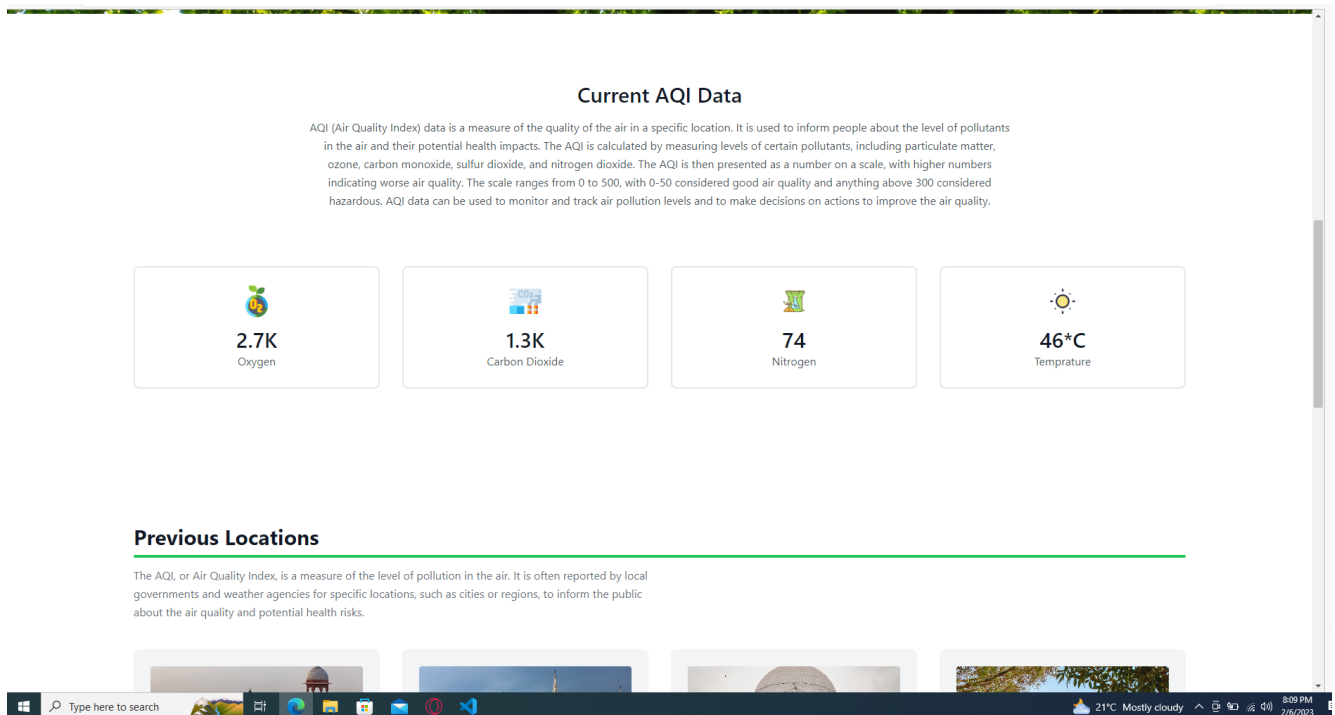 Current AQI Data
AQI (Air Quality Index) data is a measure of the quality of the air in a specific location. It is used to inform people about the level of pollutants
in the air and their potential health impacts. The AQI is calculated by measuring levels of certain pollutants, including particulate matter,
ozone, carbon monoxide, sulfur dioxide, and nitrogen dioxide. The AQI is then presented as a number on a scale, with higher numbers
indicating worse air quality. The scale ranges from 0 to 500, with 0-50 considered good air quality and anything above 300 considered
hazardous. AQI data can be used to monitor and track air pollution levels and to make decisions on actions to improve the air quality.
O2
2.7K
Oxygen
CO2
1.3K
Carbon Dioxide
74
Nitrogen
46*C
Temprature
Previous Locations
The AQI, or Air Quality Index, is a measure of the level of pollution in the air. It is often reported by local
governments and weather agencies for specific locations, such as cities or regions, to inform the public
about the air quality and potential health risks.
Type here to search
21°C Mostly cloudy
8:09 PM
2/6/2023